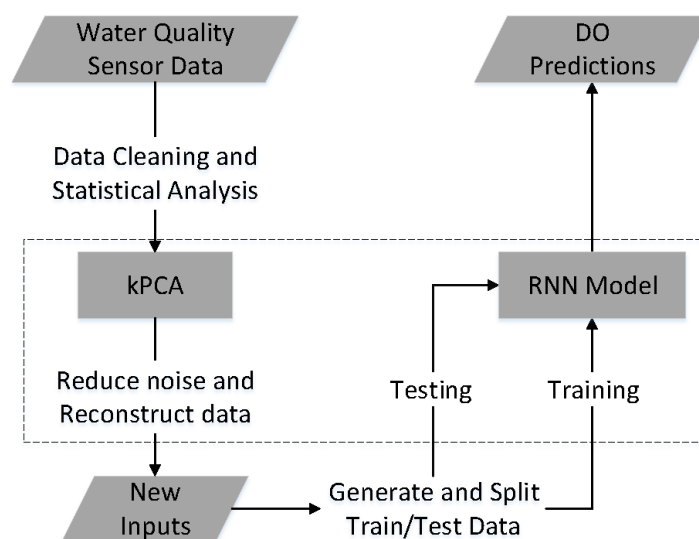 Water Quality
Sensor Data
DO
Predictions
Data Cleaning and
Statistical Analysis
kPCA
RNN Model
Reduce noise and
Reconstruct data
Testing
Training
New
Inputs
Generate and Split
Train/Test Data